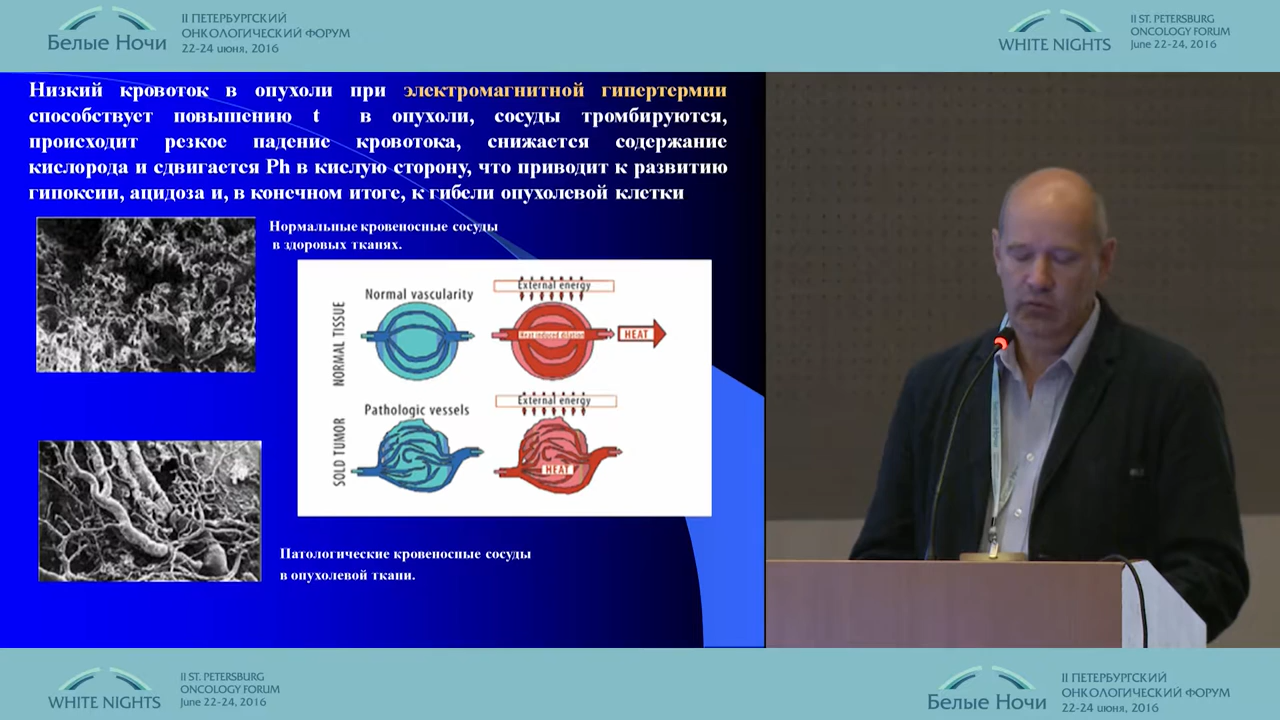 Белые Ночи
II ПЕТЕРБУРГСКИЙ
ОНКОЛОГИЧЕСКИЙ ФОРУМ
22-24 июня, 2016
WHITE NIGHTS
II ST. PETERSBURG
ONCOLOGY FORUM
June 22-24, 2016
Низкий кровоток в опухоли при электромагнитной гипертермии
способствует повышению t в опухоли, сосуды тромбируются,
происходит резкое падение кровотока, снижается содержание
кислорода и сдвигается Ph в кислую сторону, что приводит к развитию
гипоксии, ацидоза и, в конечном итоге, к гибели опухолевой клетки
Нормальные кровеносные сосуды
в здоровых тканях.
NORMAL TISSUE
Normal vascularity
External energy
Heat induced dilation
HEAT
SOLD TUMOR
Pathologic vessels
External energy
HEAT
Патологические кровеносные сосуды
в опухолевой ткани.
WHITE NIGHTS
II ST. PETERSBURG
ONCOLOGY FORUM
June 22-24, 2016
Белые Ночи
II ПЕТЕРБУРГСКИЙ
ОНКОЛОГИЧЕСКИЙ ФОРУМ
22-24 июня, 2016